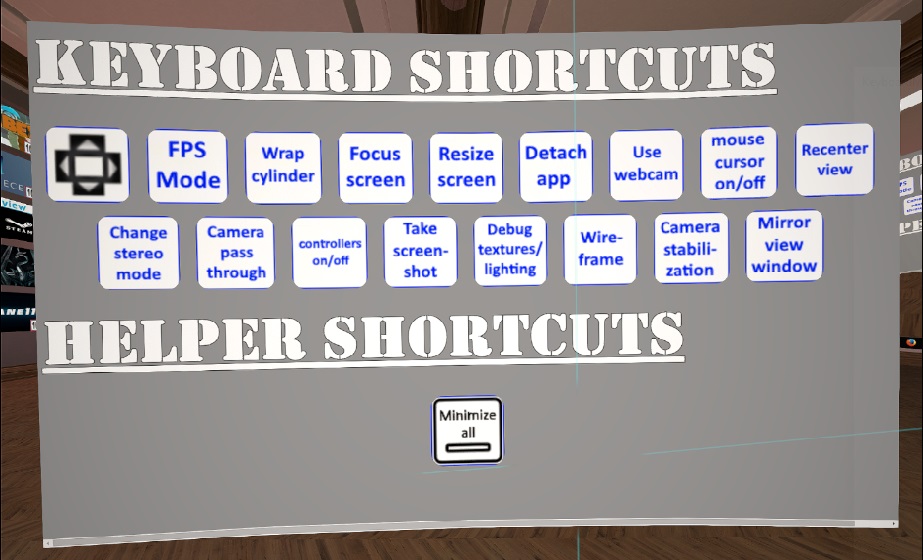 KEYBOARD SHORTCUTS
FPS
Mode
Wrap
cylinder
Focus
screen
Resize
screen
Detach
app
Use
webcam
mouse
cursor
on/off
Recenter
view
Change
stereo
mode
Camera
pass
through
controllers
on/off
Take
screen-
shot
Debug
textures/
lighting
Wire-
frame
Camera
stabili-
zation
Mirror
view
window
HELPER SHORTCUTS
Minimize
all
view